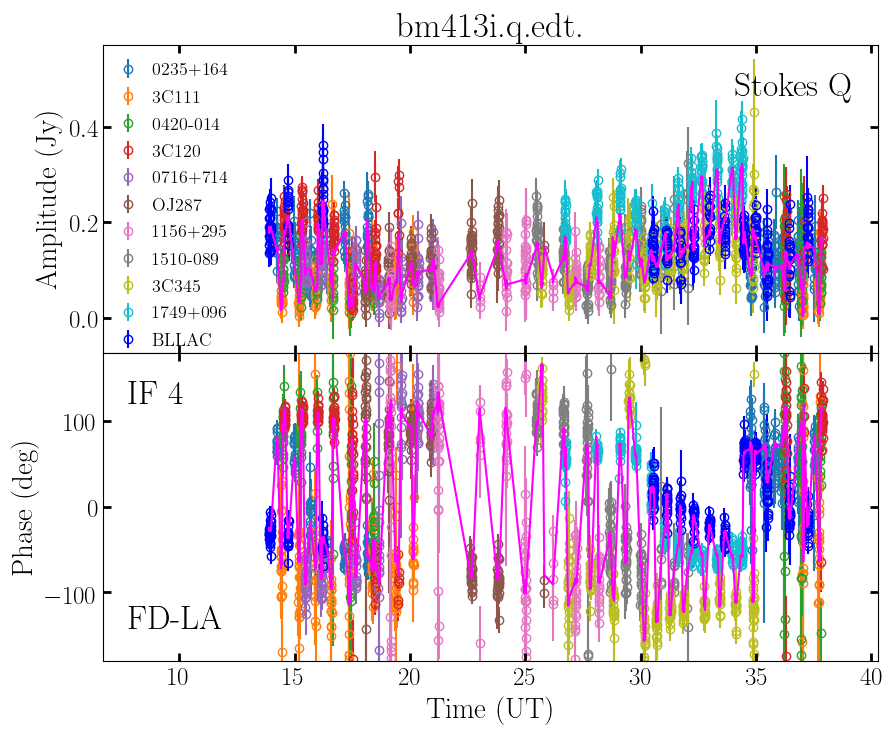 bm413i.q.edt.
Stokes Q
0235+164
3C111
0420-014
3C120
0716+714
OJ287
1156+295
1510-089
3C345
1749+096
BLLAC
Amplitude (Jy)
0.4
0.2
0.0
IF 4
FD-LA
Phase (deg)
100
0
−100
10 15 20 25 30 35 40
Time (UT)